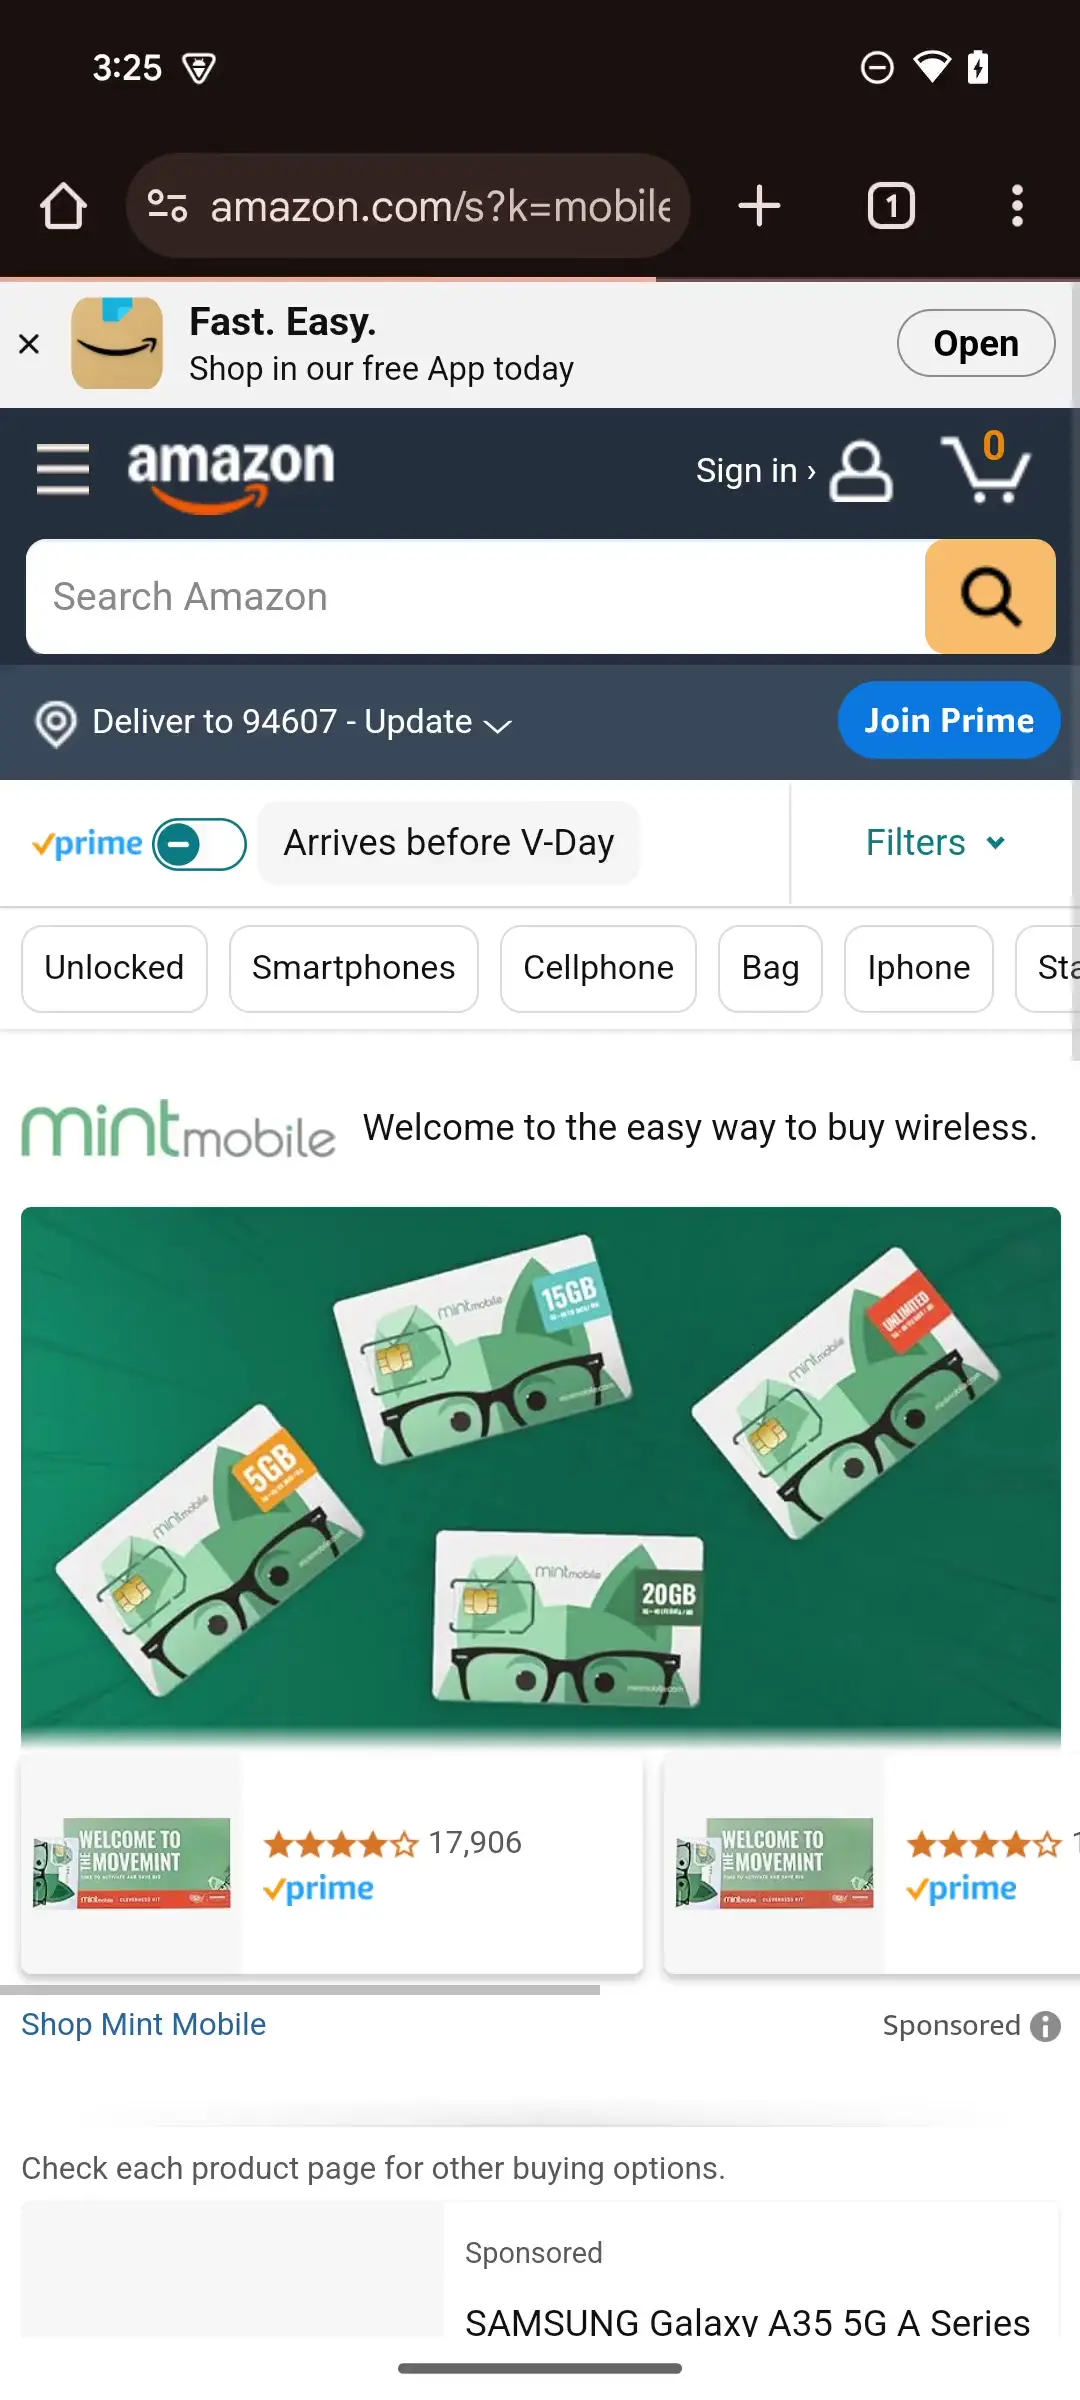 3:25
amazon.com/s?k=mobile
1
Fast. Easy.
Shop in our free App today
Open
amazon
Sign in ›
0
Search Amazon
Deliver to 94607 - Update
Join Prime
prime
Arrives before V-Day
Filters
Unlocked
Smartphones
Cellphone
Bag
Iphone
Sta
mintmobile
Welcome to the easy way to buy wireless.
mintmobile
15GB
mintmobile
UNLIMITED
mintmobile
5GB
mintmobile
20GB
WELCOME TO
THE MOVEMINT
mintmobile
17,906
prime
WELCOME TO
THE MOVEMINT
mintmobile
prime
Shop Mint Mobile
Sponsored
Check each product page for other buying options.
Sponsored
SAMSUNG Galaxy A35 5G A Series